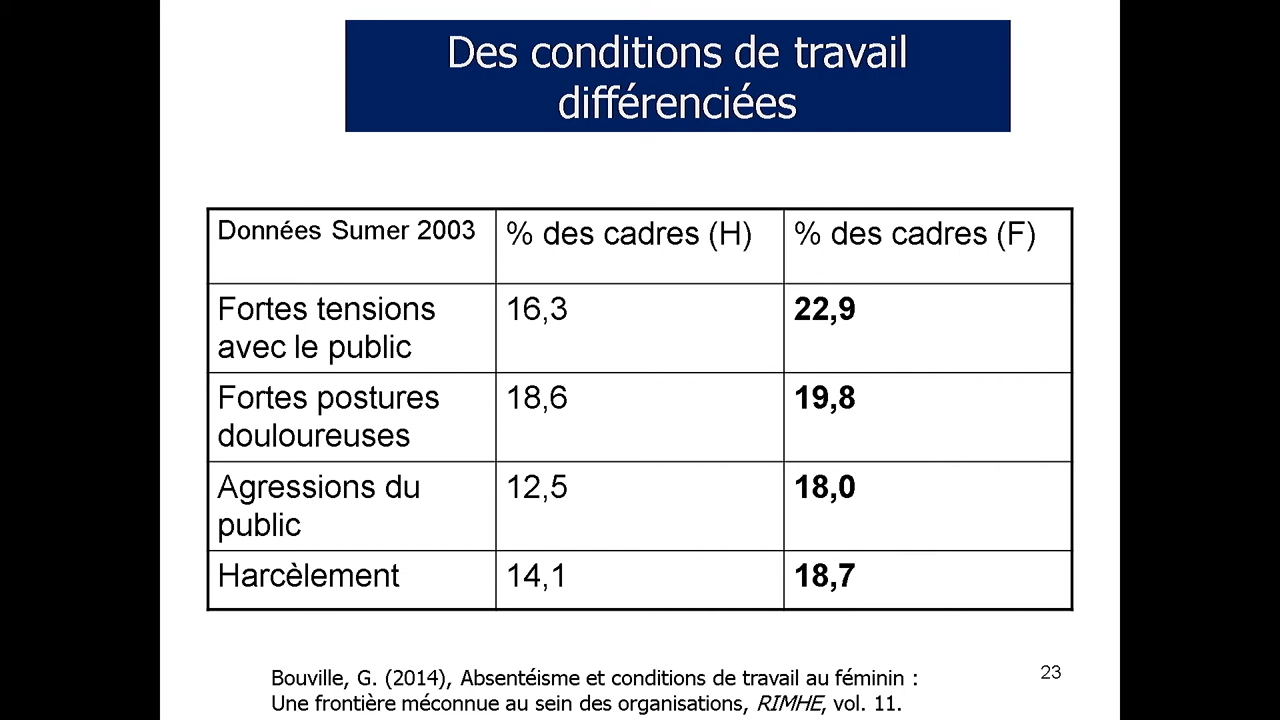 Des conditions de travail
différenciées
Données Sumer 2003
% des cadres (H)
% des cadres (F)
Fortes tensions
avec le public
16,3
22,9
Fortes postures
douloureuses
18,6
19,8
Agressions du
public
12,5
18,0
Harcèlement
14,1
18,7
Bouville, G. (2014), Absentéisme et conditions de travail au féminin :
Une frontière méconnue au sein des organisations, RIMHE, vol. 11.
23